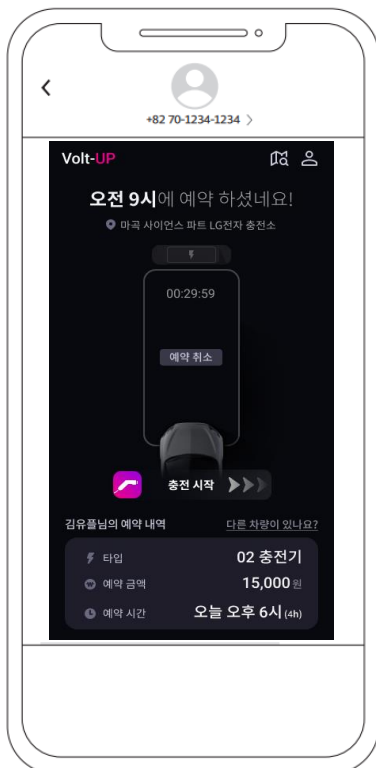 +82 70-1234-1234 >
Volt-UP
오전 9시에 예약 하셨네요!
마곡 사이언스 파트 LG전자 충전소
00:29:59
예약 취소
충전 시작
김유플님의 예약 내역 다른 차량이 있나요?
타입 02 충전기
예약 금액 15,000 원
예약 시간 오늘 오후 6시 (4h)